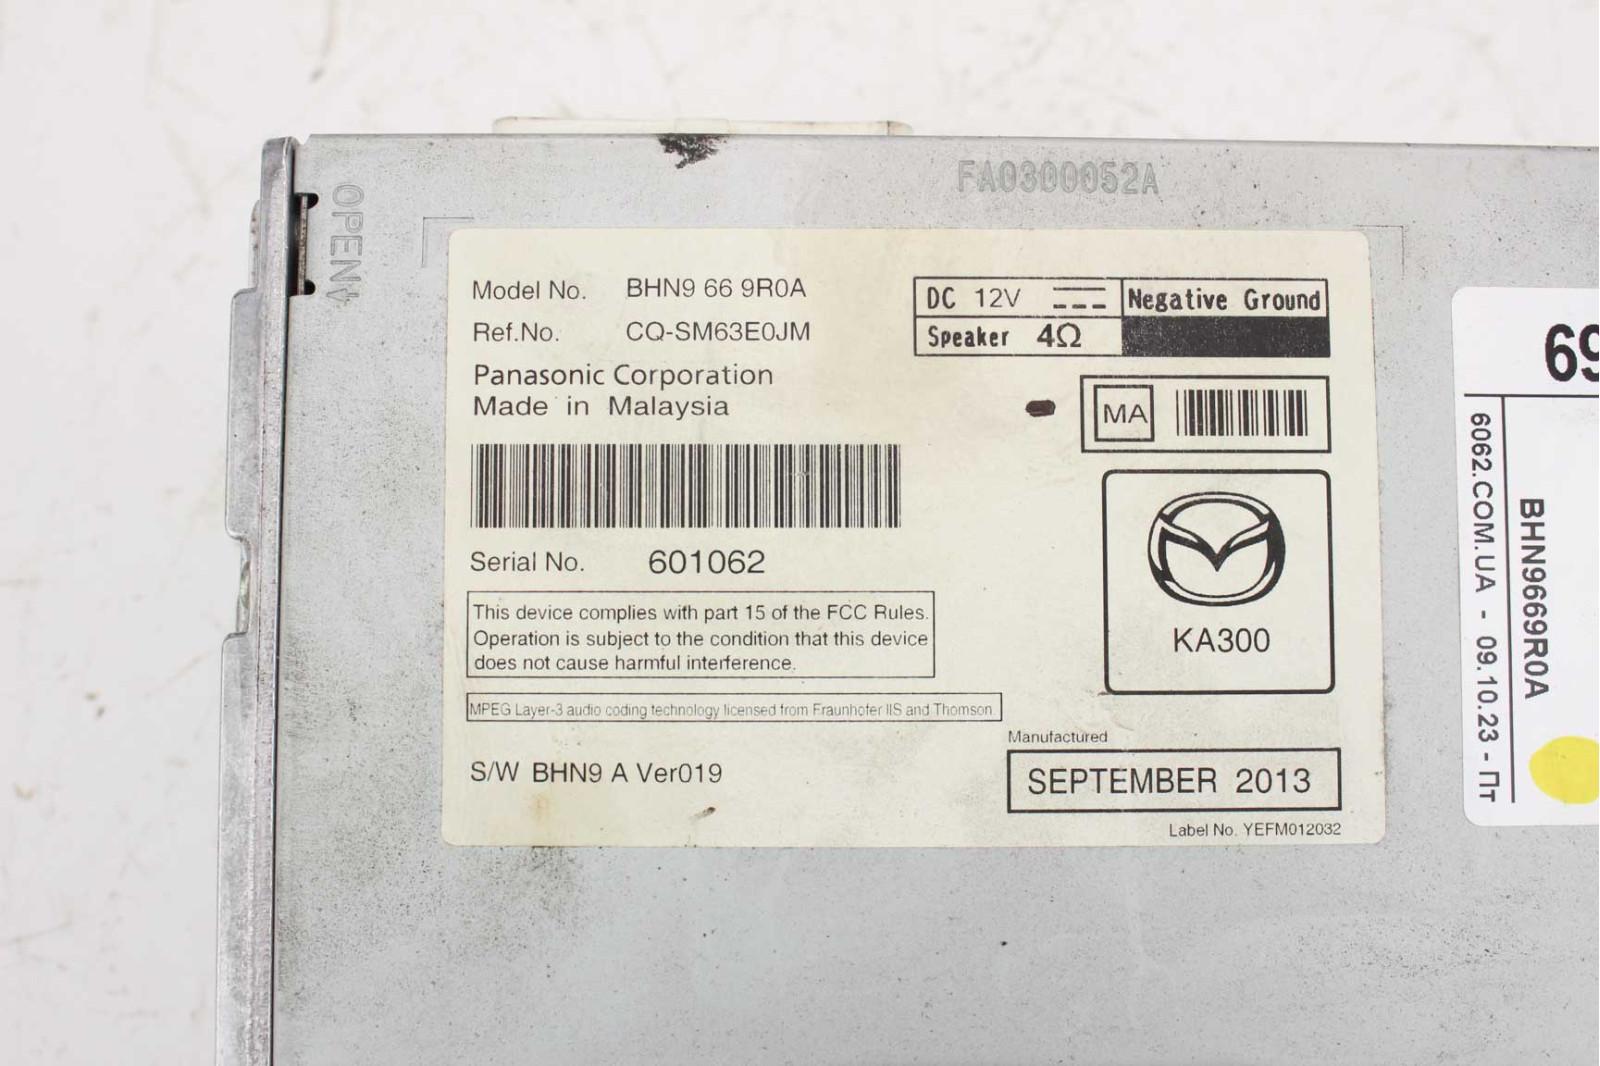 FA0300052A
OPEN
Model No. BHN9 66 9R0A
Ref.No. CQ-SM63E0JM
Panasonic Corporation
Made in Malaysia
DC 12V Negative Ground
Speaker 4Ω
MA
Serial No. 601062
KA300
This device complies with part 15 of the FCC Rules.
Operation is subject to the condition that this device
does not cause harmful interference.
MPEG Layer-3 audio coding technology licensed from Fraunhofer IIS and Thomson.
S/W BHN9 A Ver019
Manufactured
SEPTEMBER 2013
Label No. YEFM012032
69
6062.COM.UA - 09.10.23 - Пт
BHN9669R0A